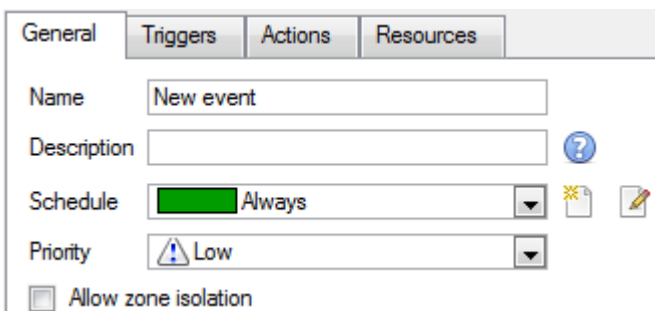 General Triggers Actions Resources
Name New event
Description
Schedule Always
Priority Low
Allow zone isolation